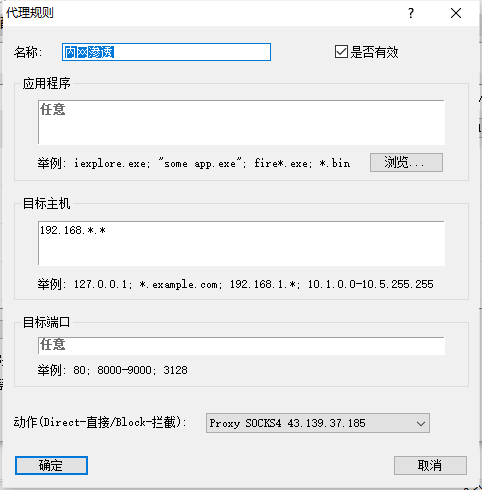 代理规则
名称:
内网渗透
是否有效
应用程序
任意
举例: iexplore.exe; "some app.exe"; fire*.exe; *.bin
浏览...
目标主机
192.168.*.*
举例: 127.0.0.1; *.example.com; 192.168.1.*; 10.1.0.0-10.5.255.255
目标端口
任意
举例: 80; 8000-9000; 3128
动作(Direct-直接/Block-拦截):
Proxy SOCKS4 43.139.37.185
确定
取消